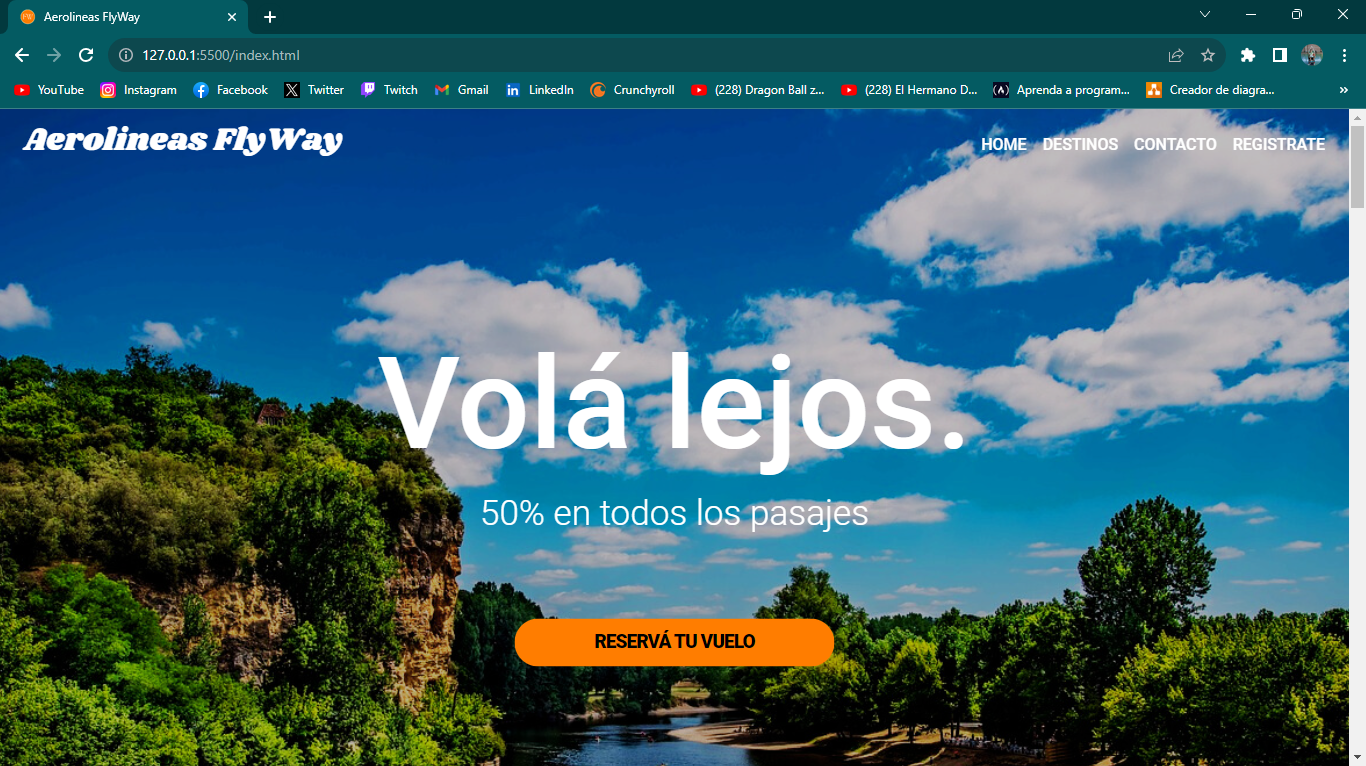 Aerolineas FlyWay
127.0.0.1:5500/index.html
YouTube Instagram Facebook Twitter Twitch Gmail LinkedIn Crunchyroll (228) Dragon Ball z... (228) El Hermano D... Aprenda a program... Creador de diagra... »
Aerolineas FlyWay
HOME DESTINOS CONTACTO REGISTRATE
Volá lejos.
50% en todos los pasajes
RESERVÁ TU VUELO